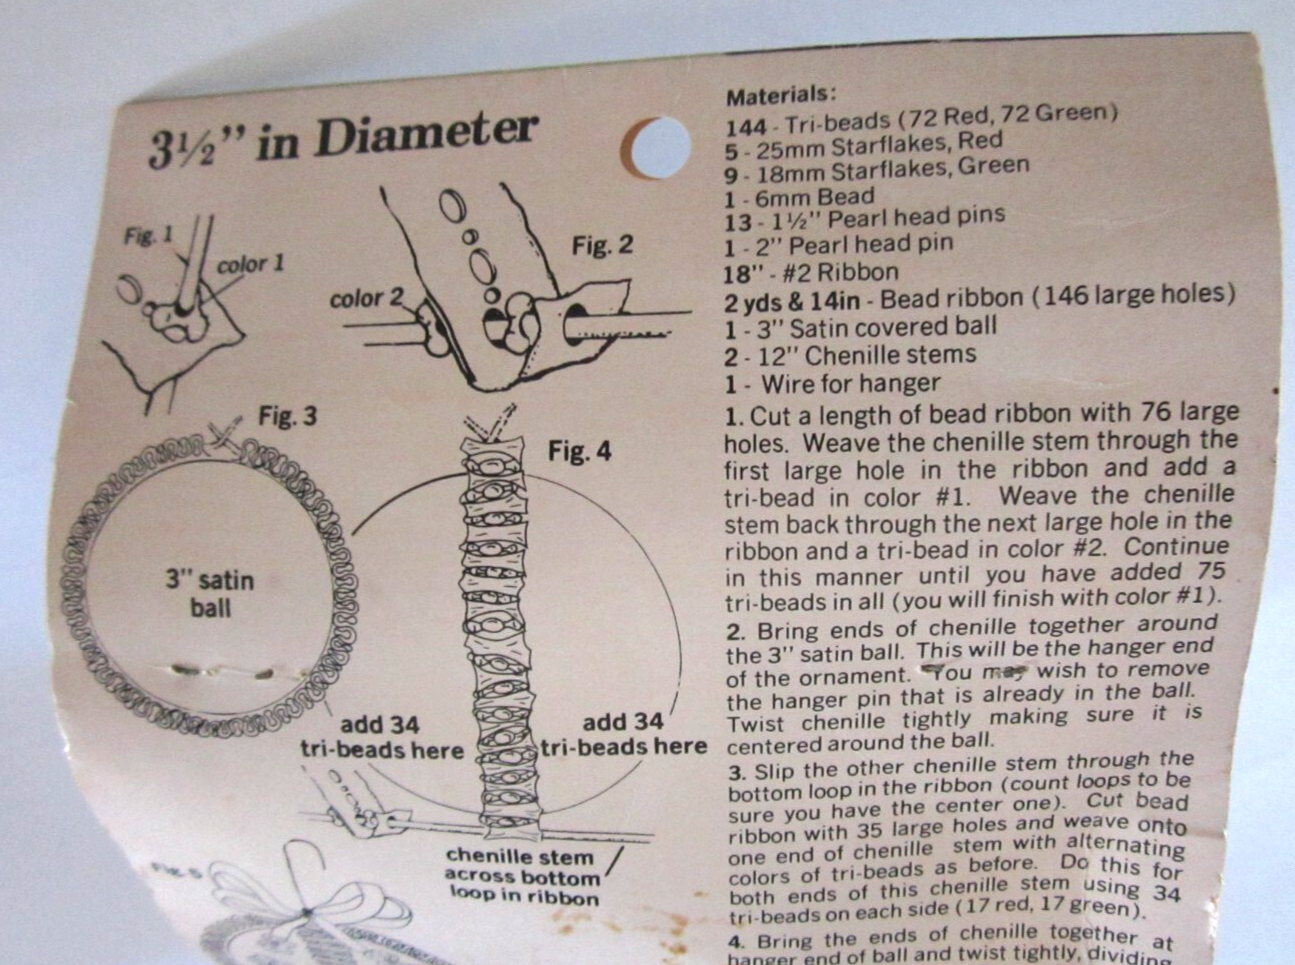 3½" in Diameter
Fig. 1
color 1
Fig. 2
color 2
Fig. 3
3" satin
ball
Fig. 4
add 34
tri-beads here
add 34
tri-beads here
chenille stem
across bottom
loop in ribbon
Fig. 5
Materials:
144 - Tri-beads (72 Red, 72 Green)
5 - 25mm Starflakes, Red
9 - 18mm Starflakes, Green
1 - 6mm Bead
13 - 1½" Pearl head pins
1 - 2" Pearl head pin
18" - #2 Ribbon
2 yds & 14in - Bead ribbon (146 large holes)
1 - 3" Satin covered ball
2 - 12" Chenille stems
1 - Wire for hanger
1. Cut a length of bead ribbon with 76 large
holes. Weave the chenille stem through the
first large hole in the ribbon and add a
tri-bead in color #1. Weave the chenille
stem back through the next large hole in the
ribbon and a tri-bead in color #2. Continue
in this manner until you have added 75
tri-beads in all (you will finish with color #1).
2. Bring ends of chenille together around
the 3" satin ball. This will be the hanger end
of the ornament. You may wish to remove
the hanger pin that is already in the ball.
Twist chenille tightly making sure it is
centered around the ball.
3. Slip the other chenille stem through the
bottom loop in the ribbon (count loops to be
sure you have the center one). Cut bead
ribbon with 35 large holes and weave onto
one end of chenille stem with alternating
colors of tri-beads as before. Do this for
both ends of this chenille stem using 34
tri-beads on each side (17 red, 17 green).
4. Bring the ends of chenille together at
hanger end of ball and twist tightly, dividing